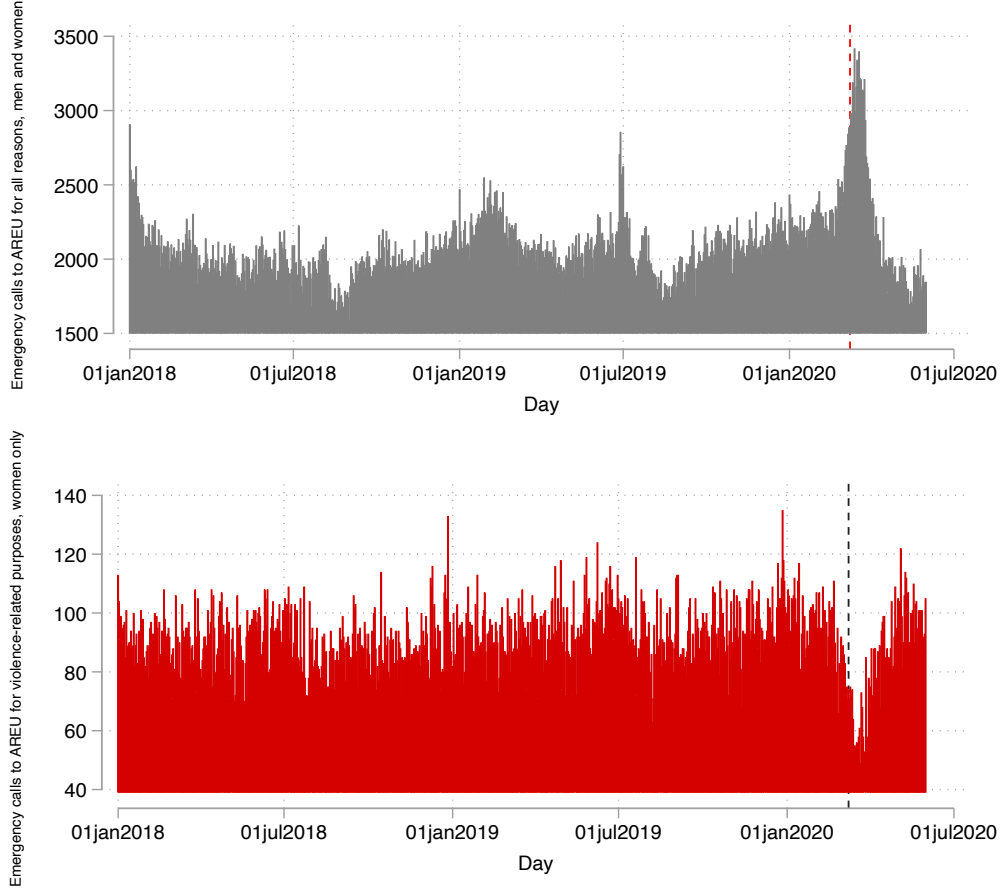 Emergency calls to AREU for all reasons, men and women
3500
3000
2500
2000
1500
01jan2018 01jul2018 01jan2019 01jul2019 01jan2020 01jul2020
Day
Emergency calls to AREU for violence-related purposes, women only
140
120
100
80
60
40
01jan2018 01jul2018 01jan2019 01jul2019 01jan2020 01jul2020
Day